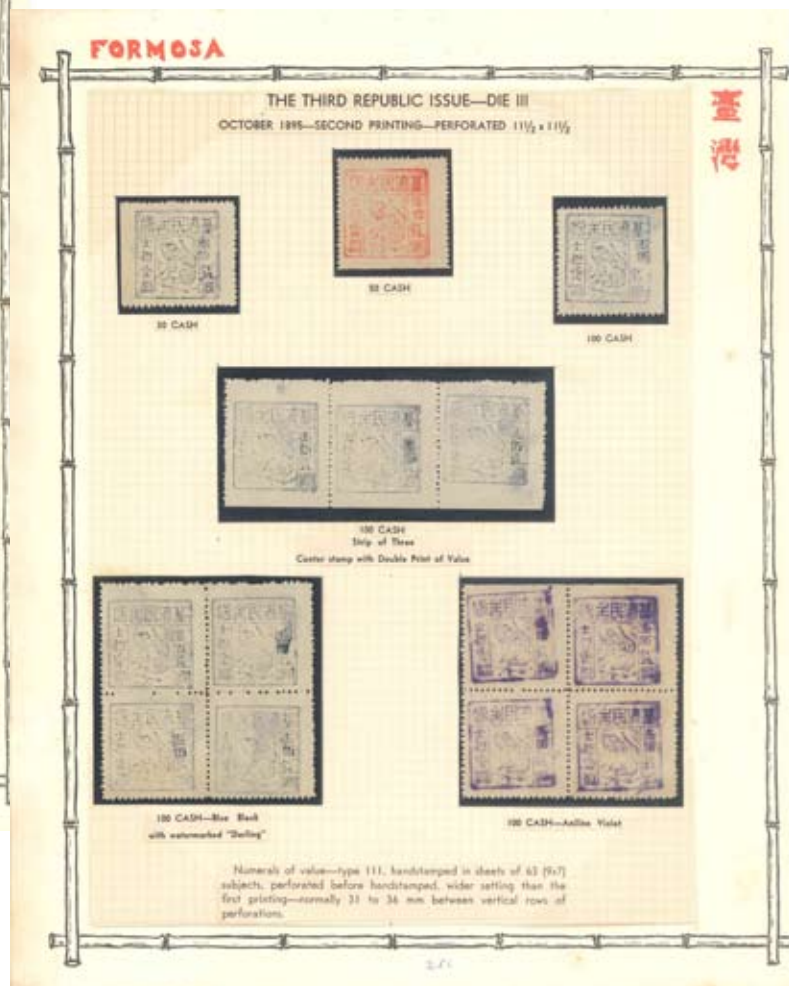 FORMOSA
臺灣
THE THIRD REPUBLIC ISSUE—DIE III
OCTOBER 1895—SECOND PRINTING—PERFORATED 11½ x 11½
50 CASH
30 CASH
100 CASH
100 CASH
Strip of Three
Center stamp with Double Print of Value
100 CASH—Blue Black
with watermarked "Dorling"
100 CASH—Aniline Violet
Numerals of value—type 111, handstamped in sheets of 63 (9x7)
subjects, perforated before handstamped, wider setting than the
first printing—normally 31 to 36 mm between vertical rows of
perforations.